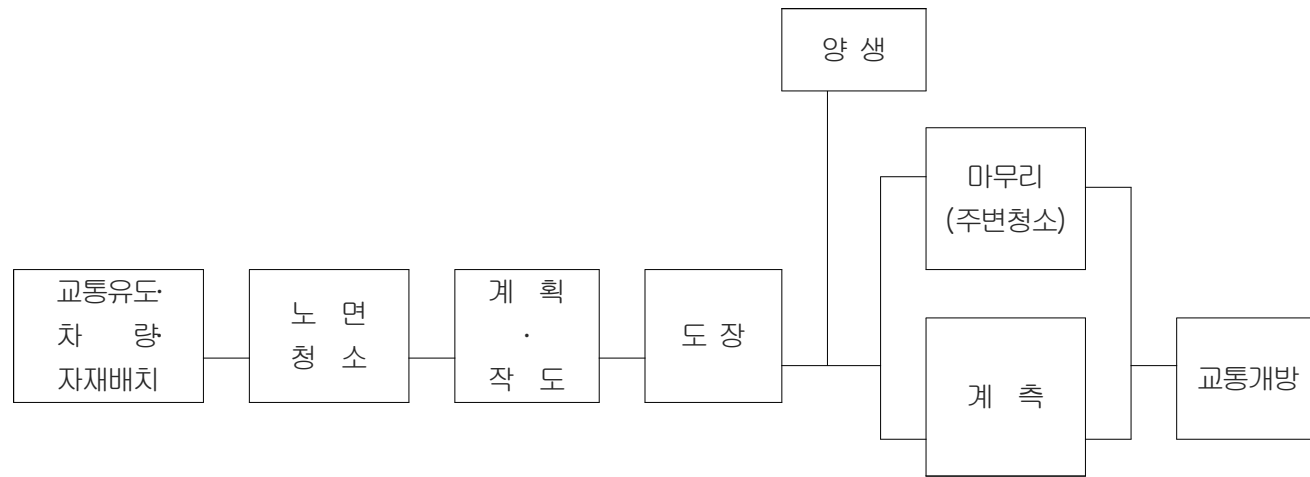 양 생
마무리
(주변청소)
교통유도·
차 량·
자재배치
노 면
청 소
계 획
·
작 도
도 장
계 측
교통개방